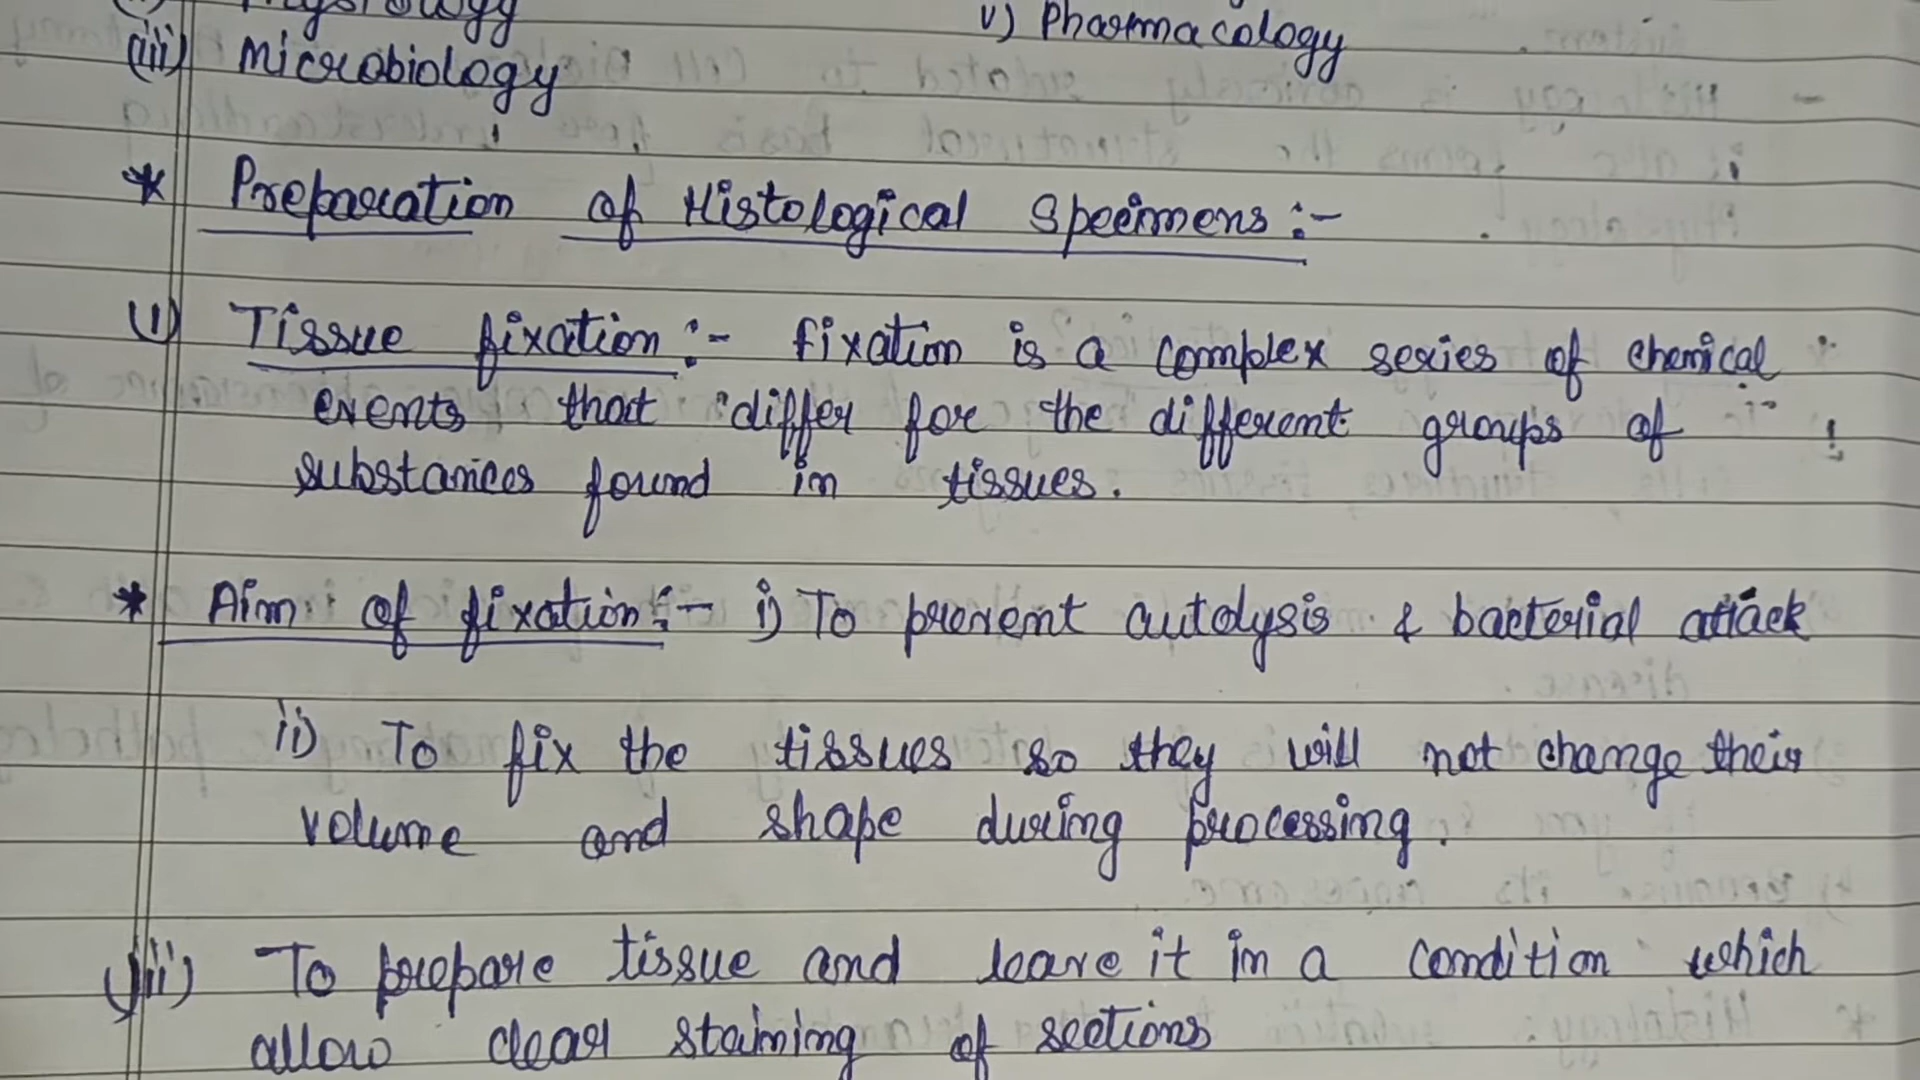 Physiology
v) Pharmacology
(iii) Microbiology
* Preparation of Histological Speeimens :-
(1) Tissue fixation :- Fixation is a complex series of chemical
events that differ for the different groups of
substances found in tissues.
* Aim of fixation :- i) To prevent autolysis & bacterial attack
ii) To fix the tissues so they will not change their
volume and shape during processing.
iii) To prepare tissue and leave it in a condition which
allow clear staining of sections